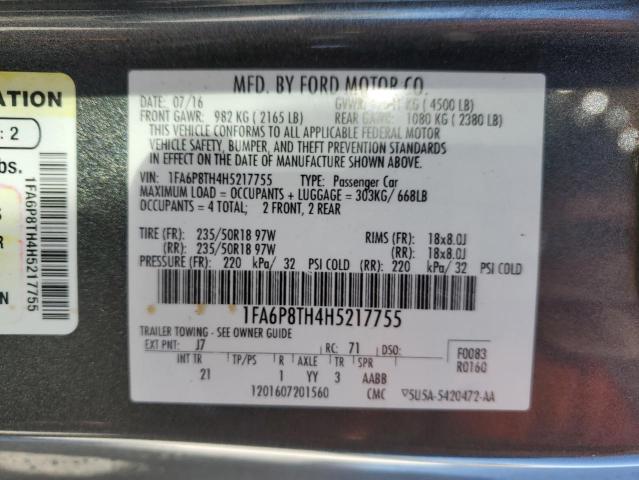 ATION
: 2
bs.
1FA6P8TH4H5217755
MFD. BY FORD MOTOR CO.
DATE: 07/16 GVWR: KG ( 4500 LB)
FRONT GAWR: 982 KG ( 2165 LB) REAR GAWR: 1080 KG ( 2380 LB)
THIS VEHICLE CONFORMS TO ALL APPLICABLE FEDERAL MOTOR
VEHICLE SAFETY, BUMPER, AND THEFT PREVENTION STANDARDS
IN EFFECT ON THE DATE OF MANUFACTURE SHOWN ABOVE.
VIN: 1FA6P8TH4H5217755 TYPE: Passenger Car
MAXIMUM LOAD = OCCUPANTS + LUGGAGE = 303KG/ 668LB
OCCUPANTS = 4 TOTAL; 2 FRONT, 2 REAR
TIRE (FR): 235/50R18 97W RIMS (FR): 18x8.0J
(RR): 235/50R18 97W (RR): 18x8.0J
PRESSURE (FR): 220 kPa/ 32 PSI COLD (RR): 220 kPa/ 32 PSI COLD
1FA6P8TH4H5217755
TRAILER TOWING - SEE OWNER GUIDE
EXT PNT: J7 RC: 71 DSO: F0083
INT TR TP/PS R AXLE TR SPR R0160
21 1 YY 3 AABB
1201607201560 CMC ▽5U5A-5420472-AA